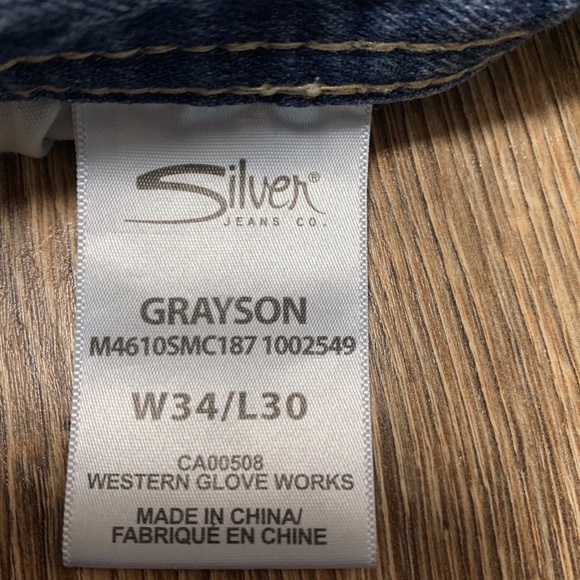 Silver®
JEANS CO.
GRAYSON
M4610SMC187 1002549
W34/L30
CA00508
WESTERN GLOVE WORKS
MADE IN CHINA/
FABRIQUÉ EN CHINE